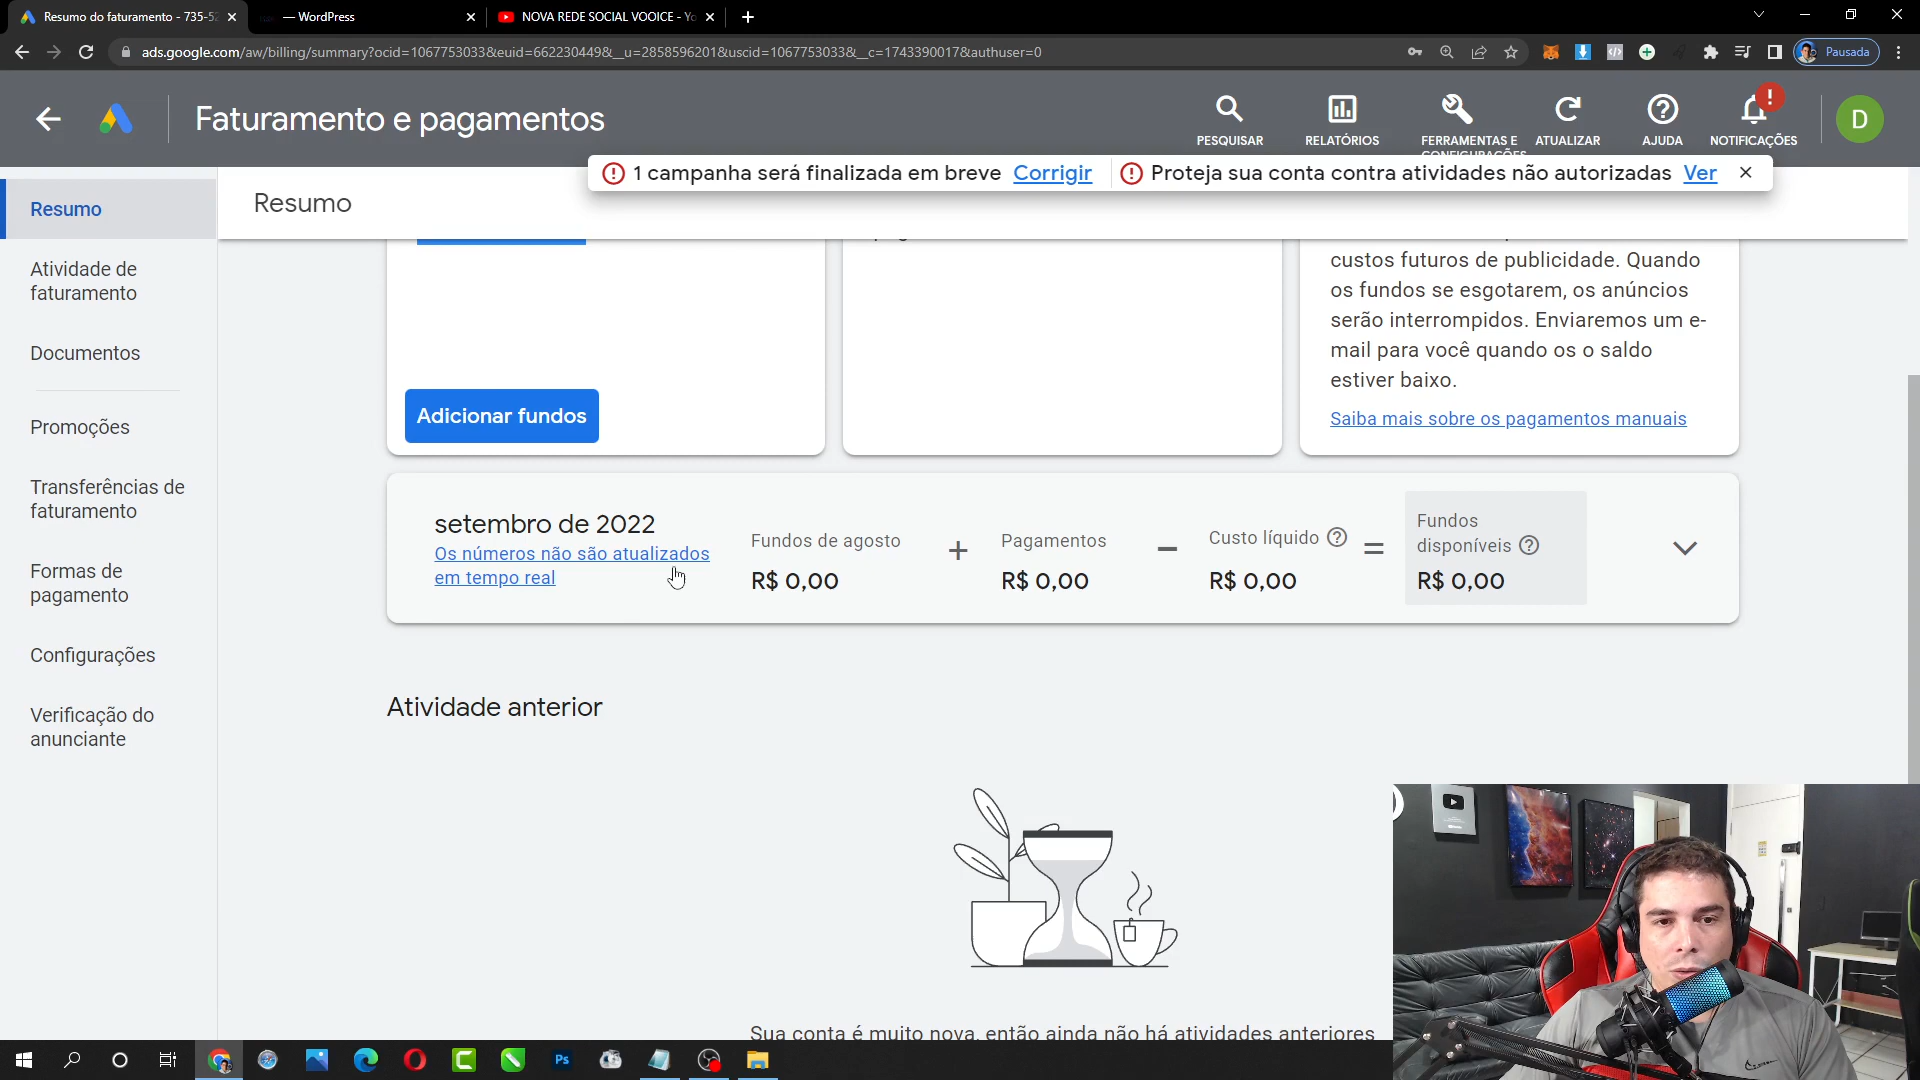 Resumo do faturamento - 735-52
— WordPress
NOVA REDE SOCIAL VOOICE - Yo
ads.google.com/aw/billing/summary?ocid=1067753033&euid=662230449&__u=2858596201&uscid=1067753033&__c=1743390017&authuser=0
Pausada
Faturamento e pagamentos
PESQUISAR
RELATÓRIOS
FERRAMENTAS E
CONFIGURAÇÕES
ATUALIZAR
AJUDA
NOTIFICAÇÕES
D
1 campanha será finalizada em breve Corrigir
Proteja sua conta contra atividades não autorizadas Ver
Resumo
Atividade de
faturamento
Documentos
Promoções
Transferências de
faturamento
Formas de
pagamento
Configurações
Verificação do
anunciante
Resumo
Adicionar fundos
custos futuros de publicidade. Quando
os fundos se esgotarem, os anúncios
serão interrompidos. Enviaremos um e-
mail para você quando os o saldo
estiver baixo.
Saiba mais sobre os pagamentos manuais
setembro de 2022
Os números não são atualizados
em tempo real
Fundos de agosto
R$ 0,00
+
Pagamentos
R$ 0,00
−
Custo líquido
R$ 0,00
=
Fundos
disponíveis
R$ 0,00
Atividade anterior
Sua conta é muito nova, então ainda não há atividades anteriores
Ps